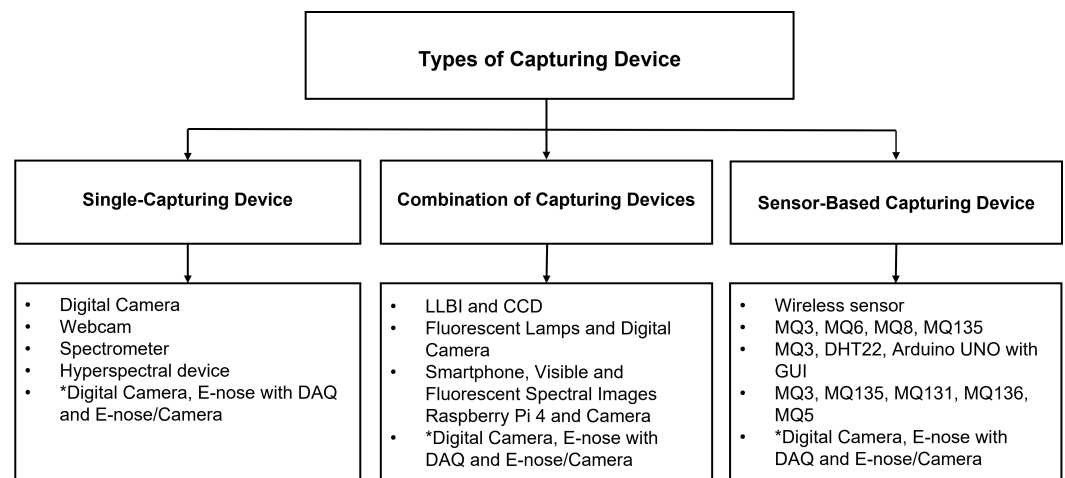 Types of Capturing Device
Single-Capturing Device
Combination of Capturing Devices
Sensor-Based Capturing Device
• Digital Camera
• Webcam
• Spectrometer
• Hyperspectral device
• *Digital Camera, E-nose with DAQ
and E-nose/Camera
• LLBI and CCD
• Fluorescent Lamps and Digital
Camera
• Smartphone, Visible and
Fluorescent Spectral Images
Raspberry Pi 4 and Camera
• *Digital Camera, E-nose with
DAQ and E-nose/Camera
• Wireless sensor
• MQ3, MQ6, MQ8, MQ135
• MQ3, DHT22, Arduino UNO with
GUI
• MQ3, MQ135, MQ131, MQ136,
MQ5
• *Digital Camera, E-nose with
DAQ and E-nose/Camera